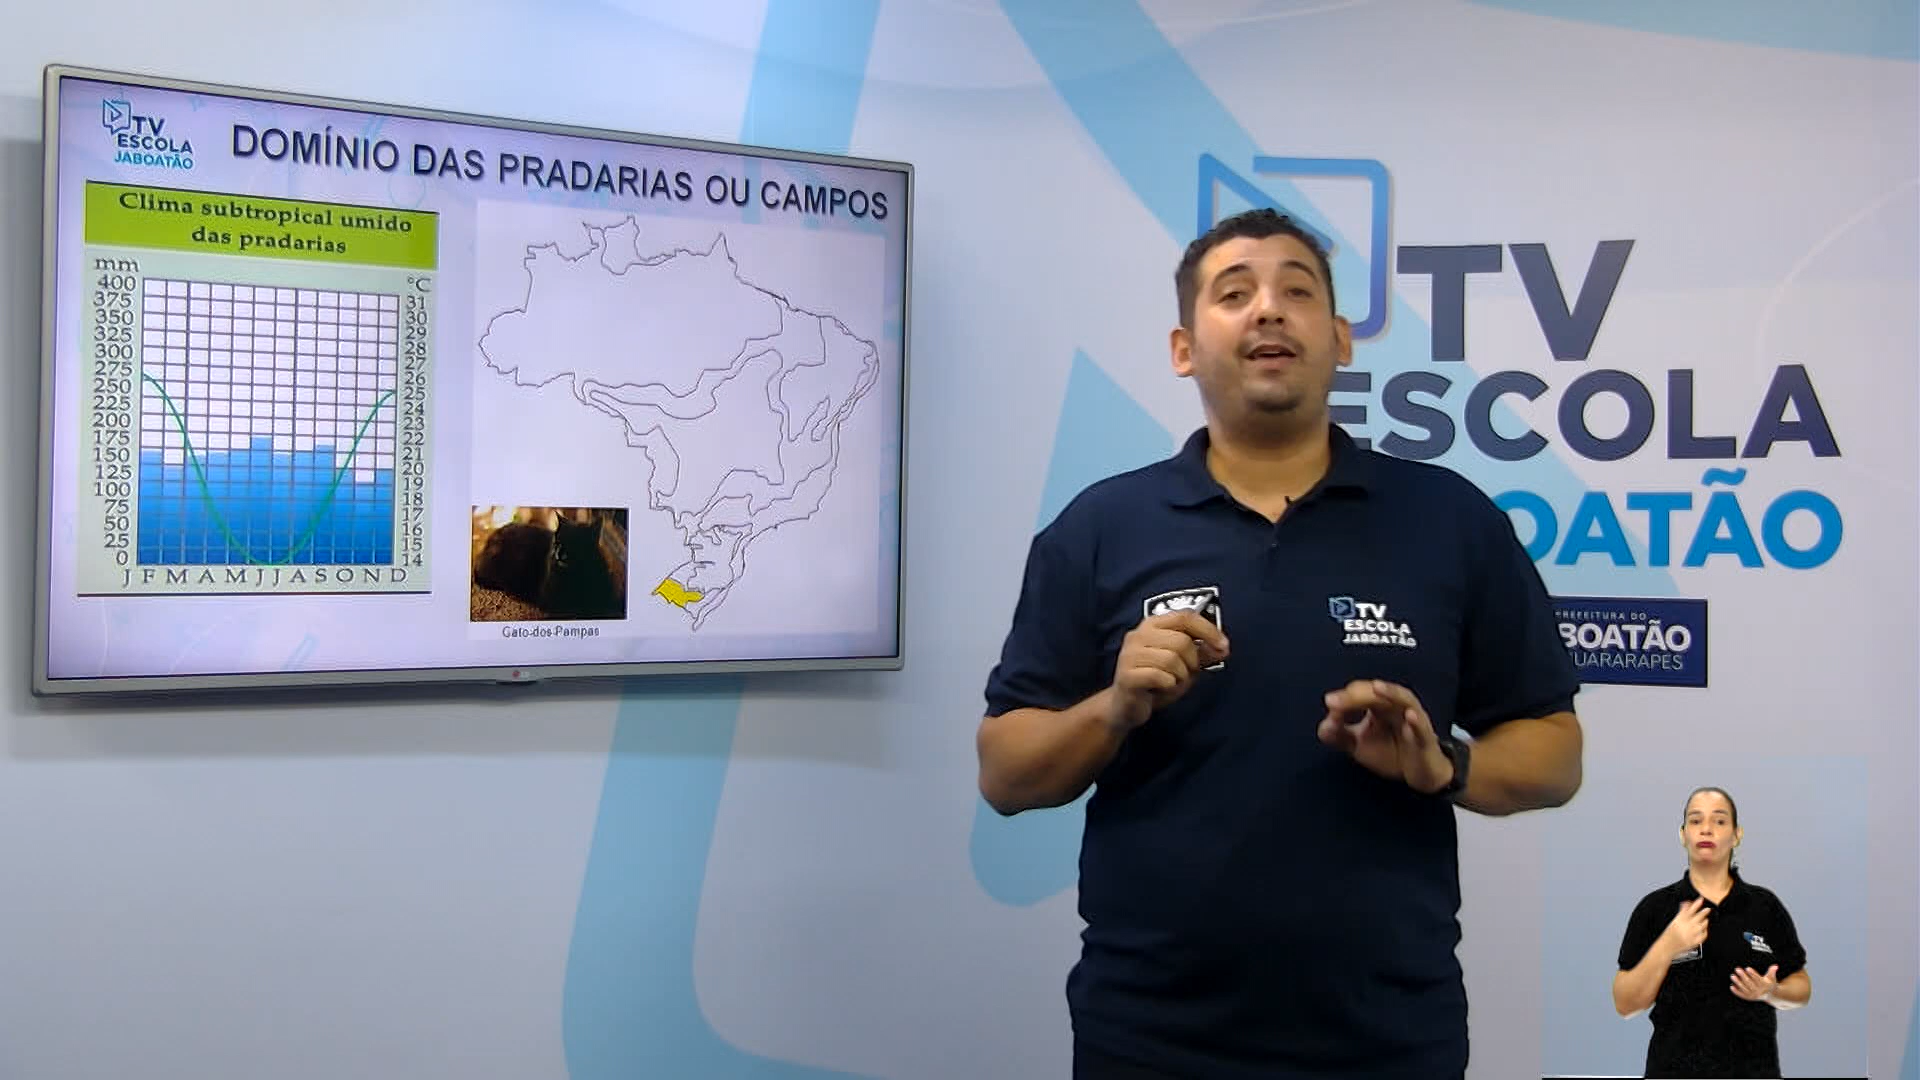 TV
ESCOLA
JABOATÃO
DOMÍNIO DAS PRADARIAS OU CAMPOS
Clima subtropical umido
das pradarias
mm
°C
400
375
350
325
300
275
250
225
200
175
150
125
100
75
50
25
0
31
30
29
28
27
26
25
24
23
22
21
20
19
18
17
16
15
14
J F M A M J J A S O N D
Gato-dos-Pampas
LG
TV
ESCOLA
OATÃO
PREFEITURA DO
BOATÃO
UARARAPES
TV
ESCOLA
JABOATÃO